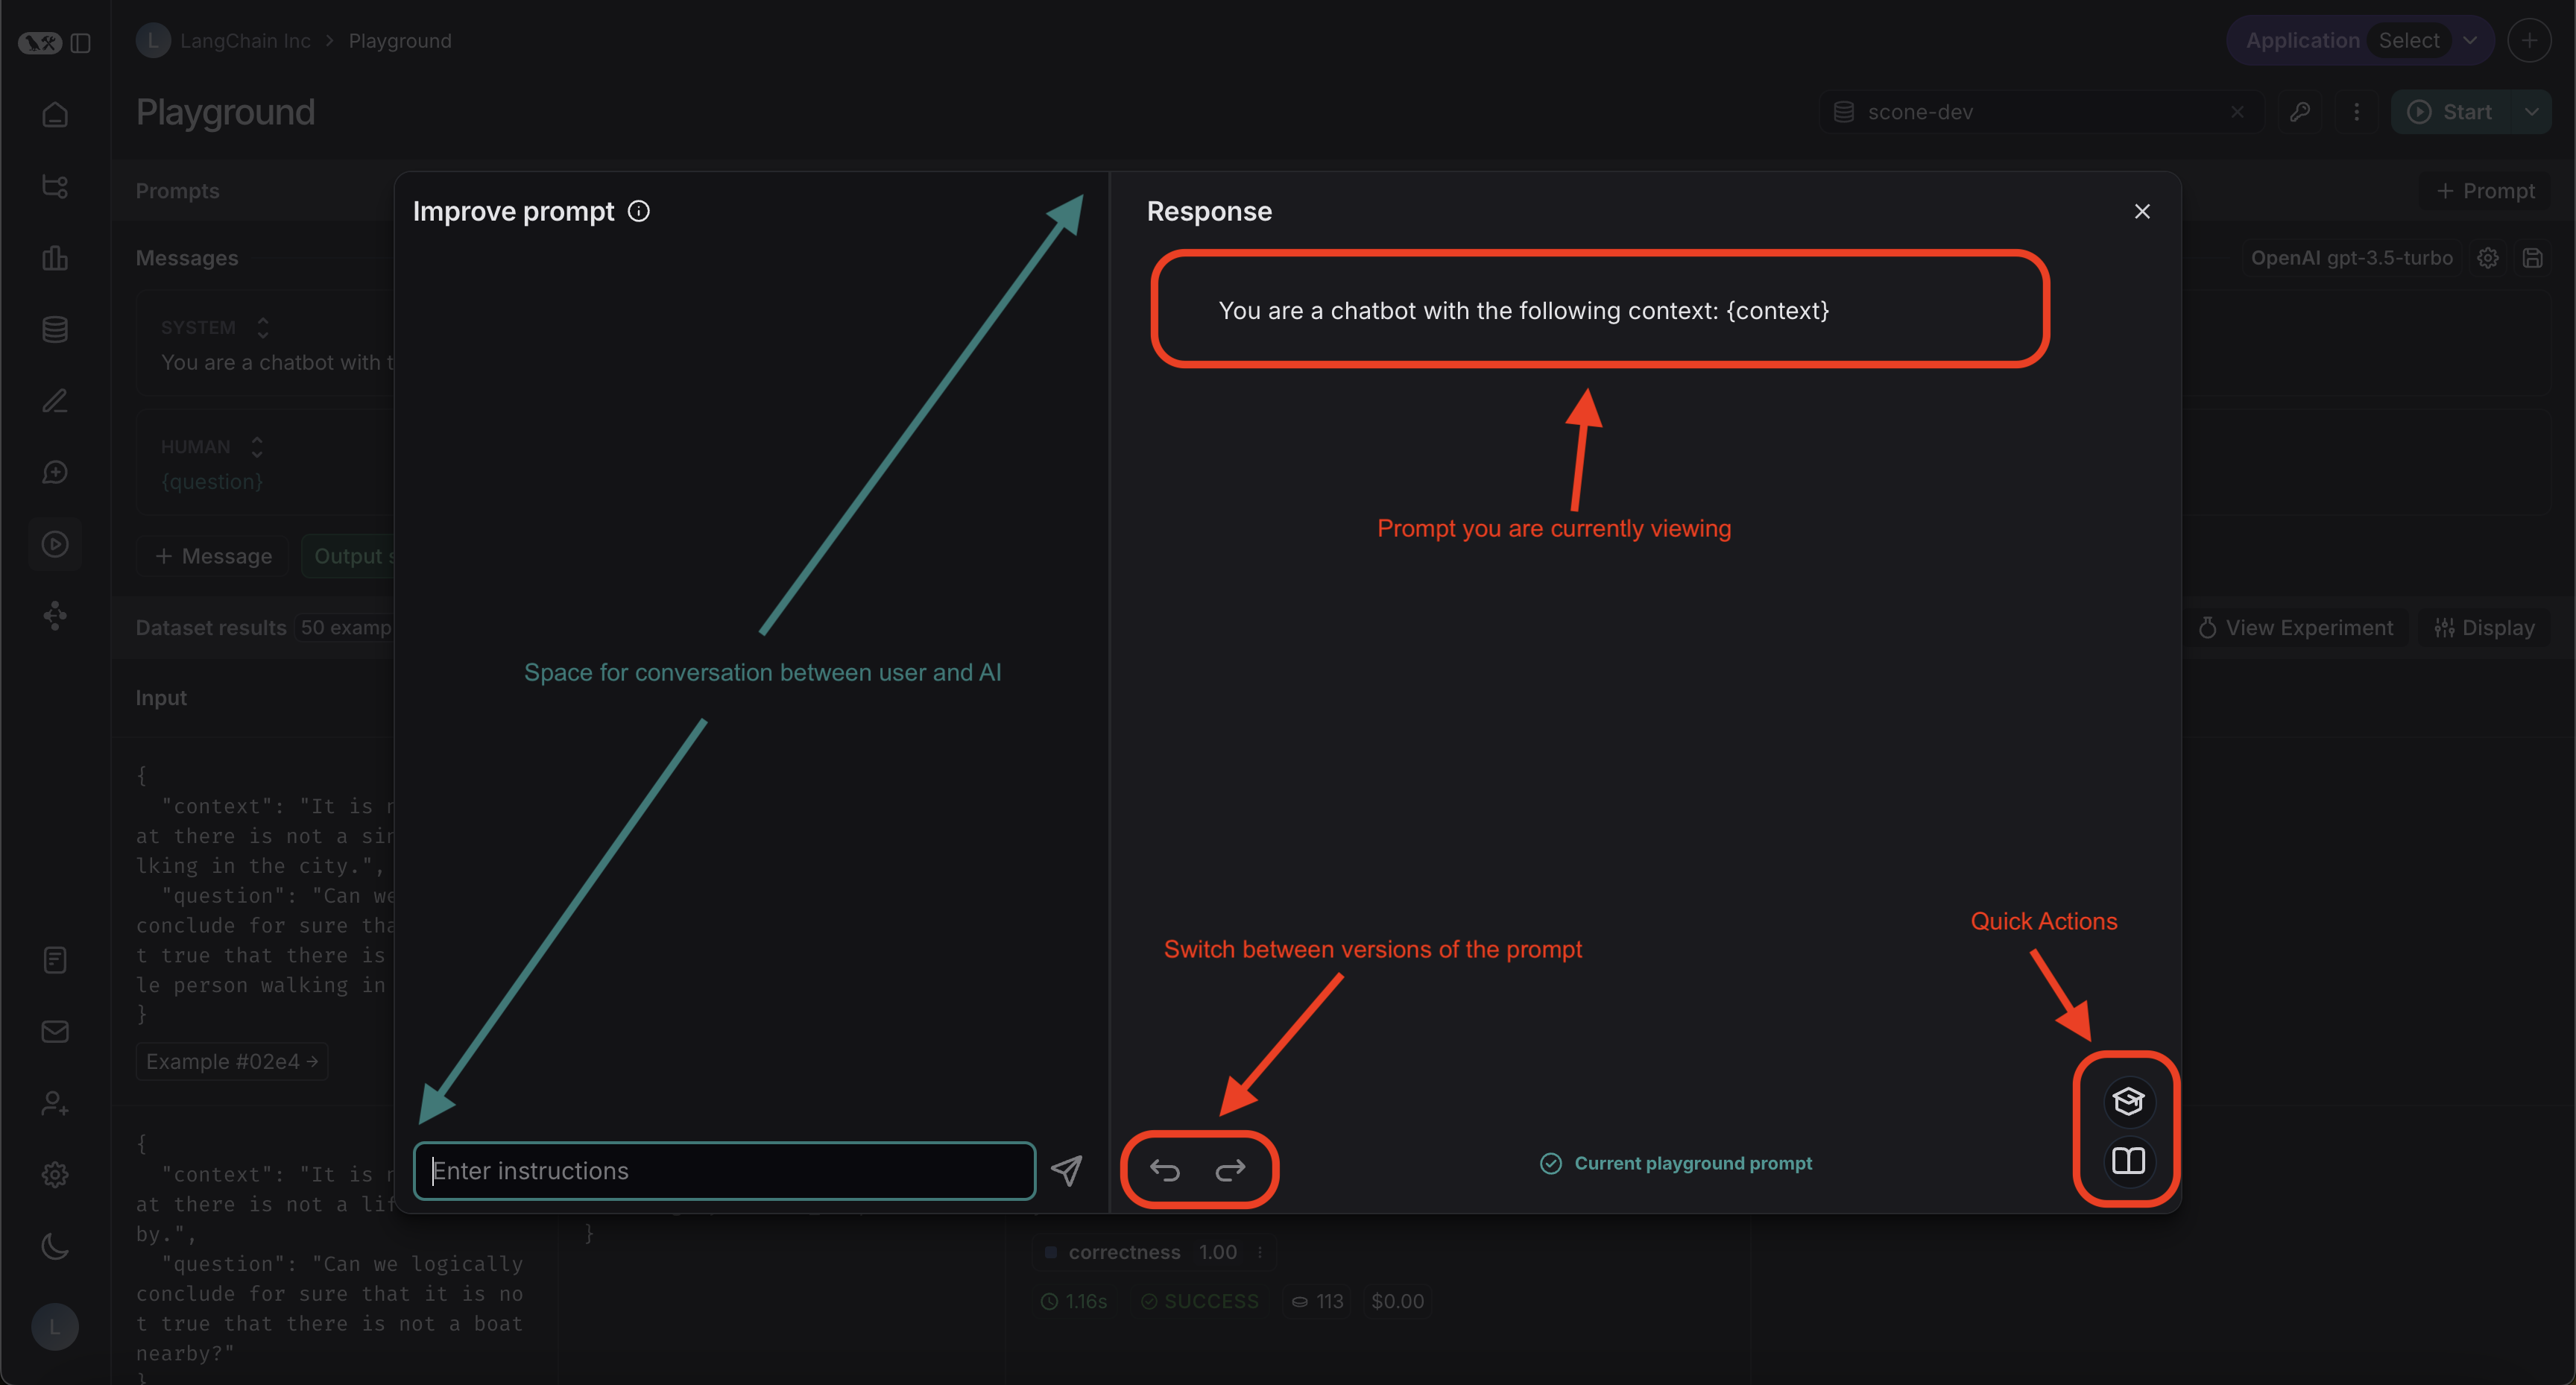 L LangChain Inc > Playground
Application Select
Playground
scone-dev
Start
Prompts
+ Prompt
Improve prompt
Response
Messages
OpenAI gpt-3.5-turbo
You are a chatbot with the following context: {context}
SYSTEM
You are a chatbot with t
HUMAN
{question}
Prompt you are currently viewing
+ Message
Output s
Dataset results 50 examp
View Experiment
Display
Space for conversation between user and AI
Input
{
"context": "It is n
at there is not a sin
lking in the city.",
"question": "Can we
conclude for sure tha
t true that there is
le person walking in
}
Example #02e4 →
Quick Actions
Switch between versions of the prompt
Enter instructions
Current playground prompt
{
"context": "It is n
at there is not a lif
by.",
"question": "Can we logically
conclude for sure that it is no
t true that there is not a boat
nearby?"
}
}
correctness 1.00
1.16s SUCCESS 113 $0.00
L